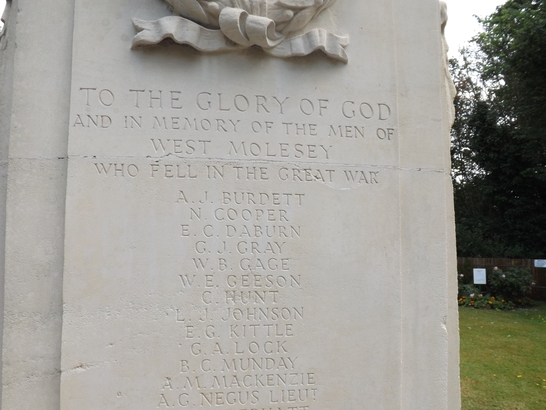 TO THE GLORY OF GOD
AND IN MEMORY OF THE MEN OF
WEST MOLESEY
WHO FELL IN THE GREAT WAR
A. J. BURDETT
N. COOPER
E. C. DABURN
G. J. GRAY
W. B. GAGE
W. E. GEESON
C. HUNT
L. J. JOHNSON
E. G. KITTLE
G. A. LOCK
B. C. MUNDAY
A. M. MACKENZIE
A. G. NEGUS LIEUT